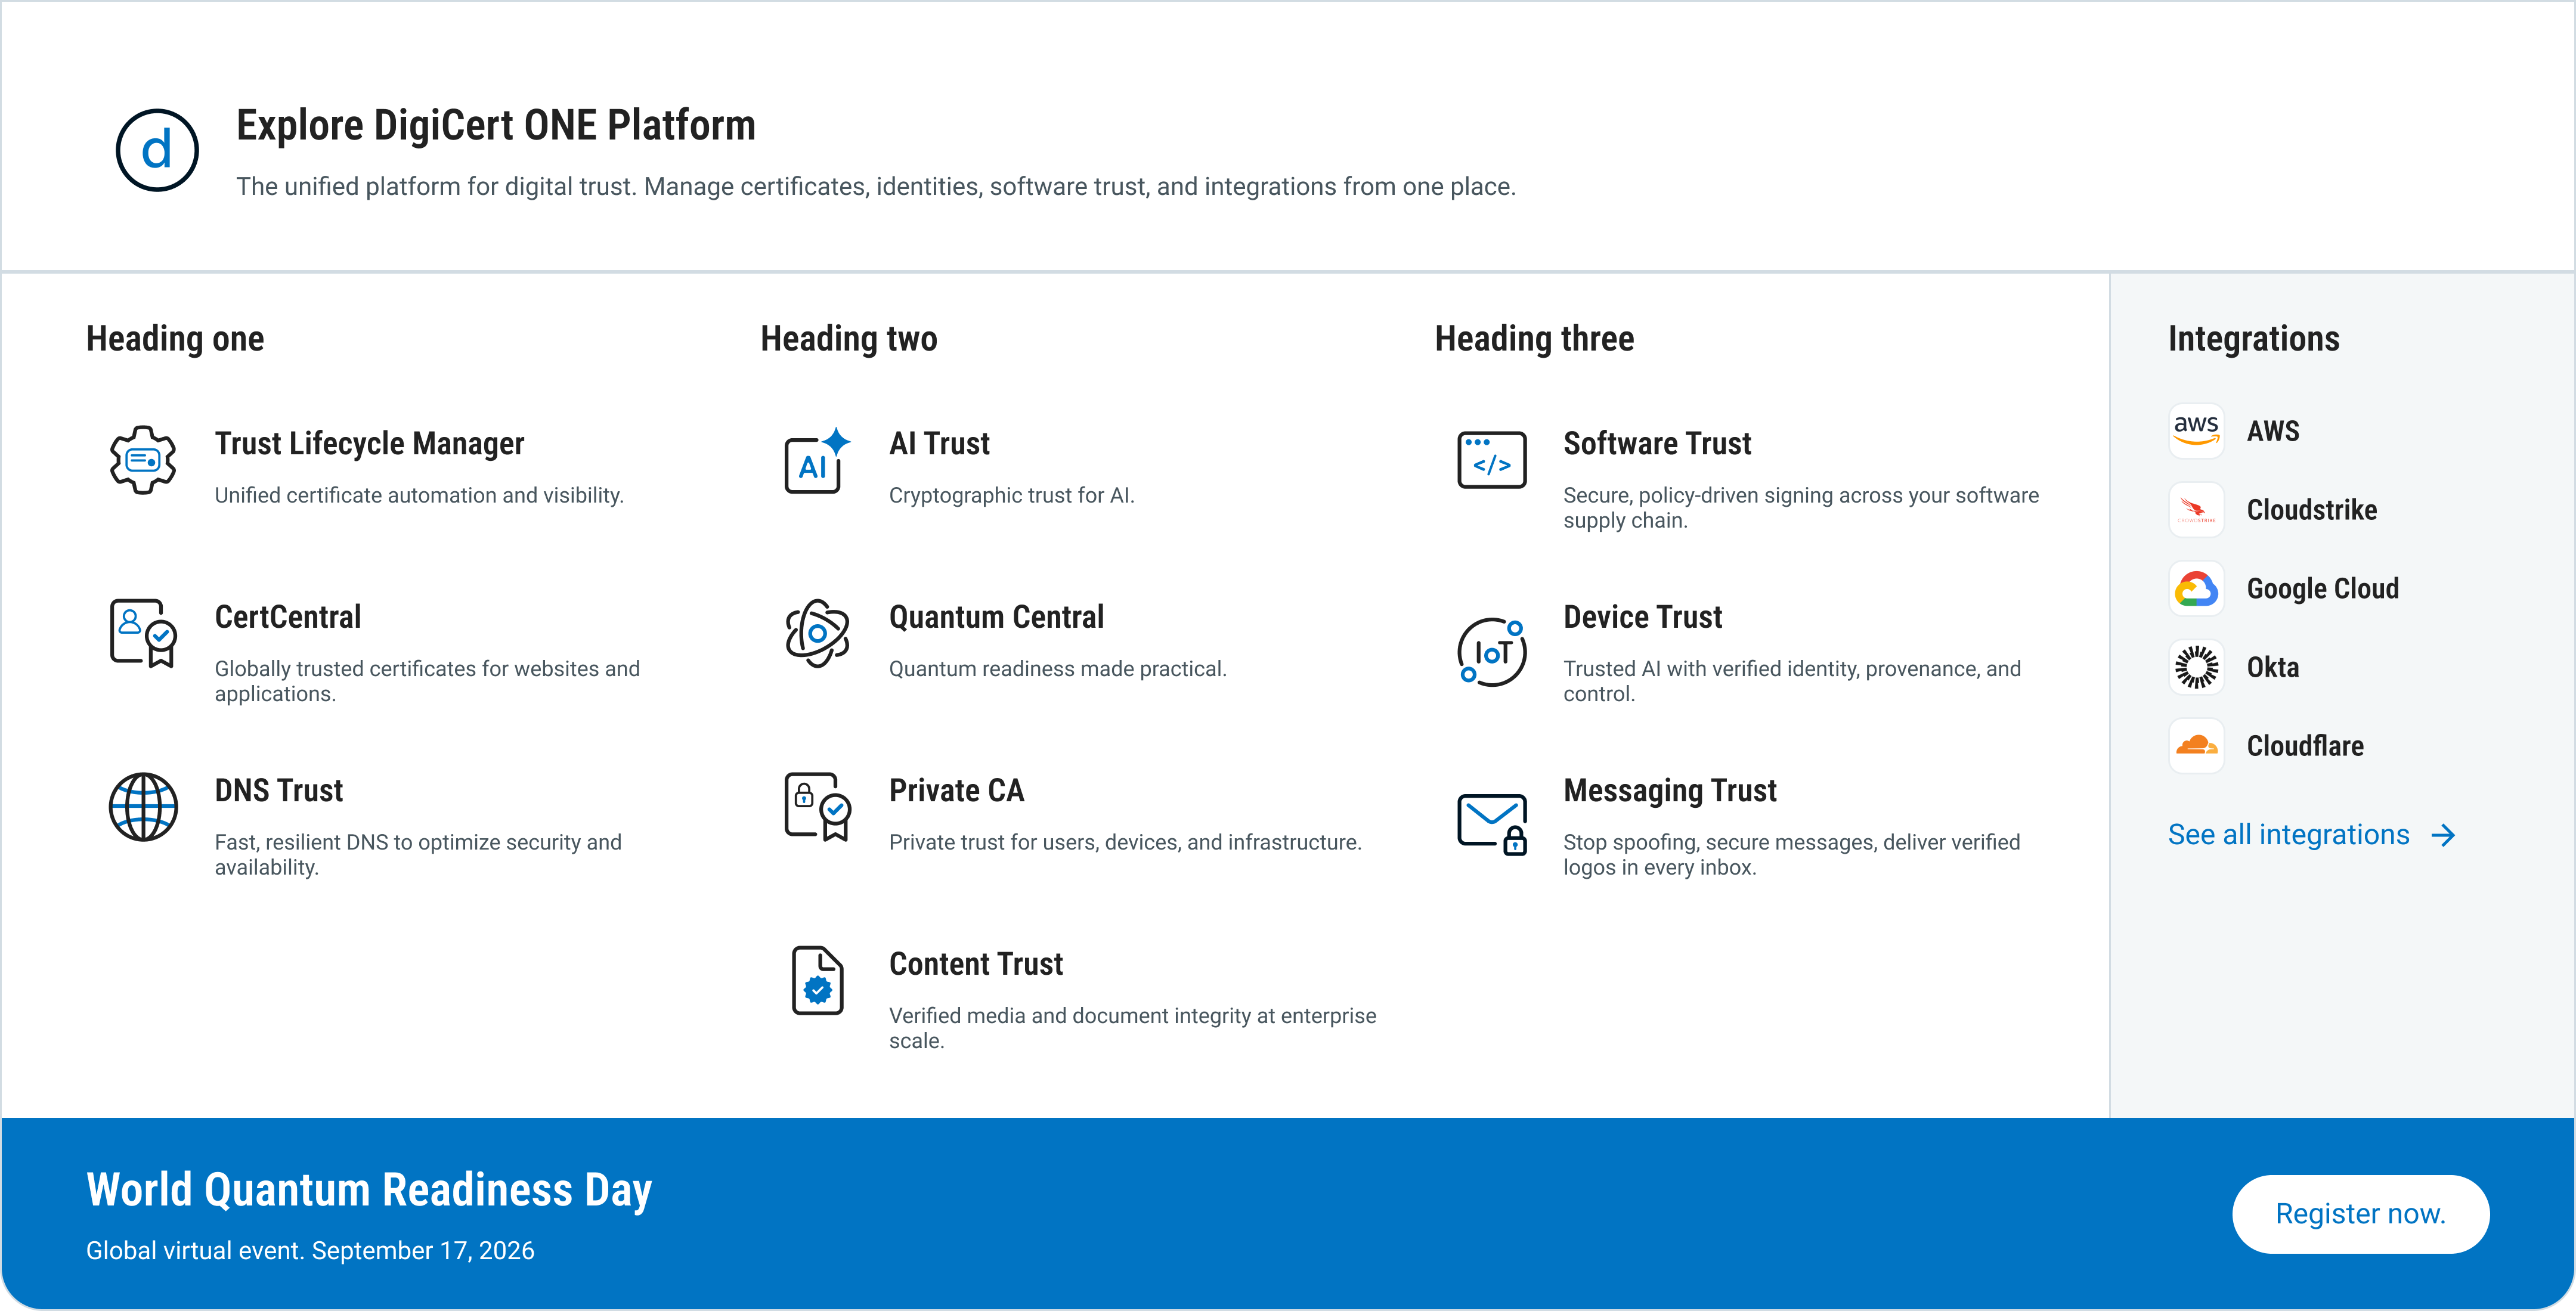 d
Explore DigiCert ONE Platform
The unified platform for digital trust. Manage certificates, identities, software trust, and integrations from one place.
Heading one
Trust Lifecycle Manager
Unified certificate automation and visibility.
CertCentral
Globally trusted certificates for websites and
applications.
DNS Trust
Fast, resilient DNS to optimize security and
availability.
Heading two
AI
AI Trust
Cryptographic trust for AI.
Quantum Central
Quantum readiness made practical.
Private CA
Private trust for users, devices, and infrastructure.
Content Trust
Verified media and document integrity at enterprise
scale.
Heading three
</>
Software Trust
Secure, policy-driven signing across your software
supply chain.
IoT
Device Trust
Trusted AI with verified identity, provenance, and
control.
Messaging Trust
Stop spoofing, secure messages, deliver verified
logos in every inbox.
Integrations
aws
AWS
CROWDSTRIKE
Cloudstrike
Google Cloud
Okta
Cloudflare
See all integrations
World Quantum Readiness Day
Global virtual event. September 17, 2026
Register now.